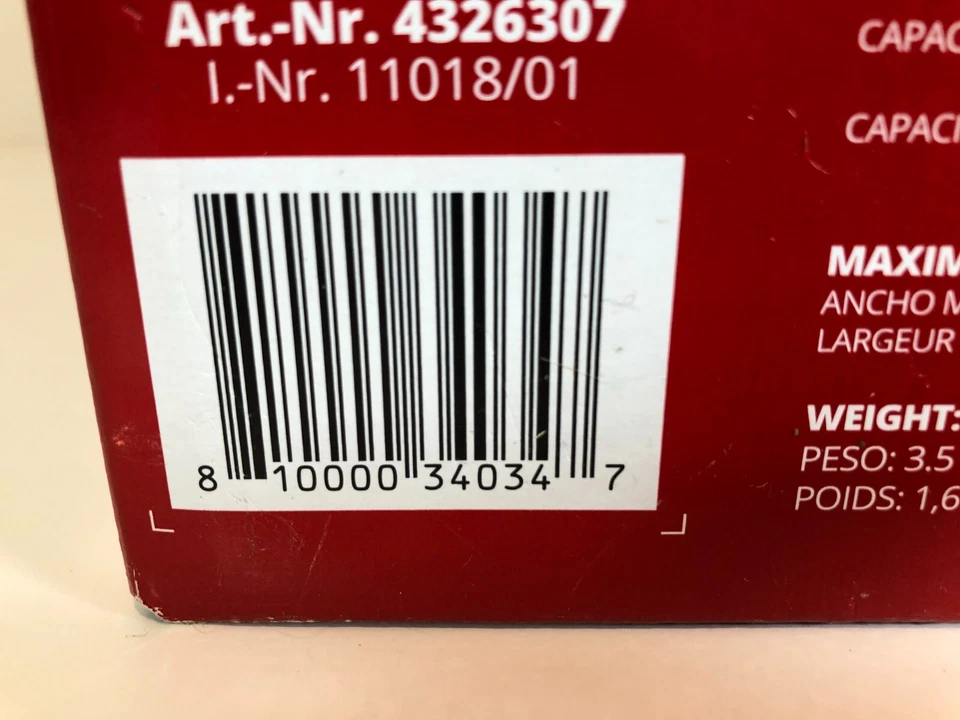 Art.-Nr. 4326307
I.-Nr. 11018/01
8 10000 34034 7
CAPAC
CAPACI
MAXIM
ANCHO M
LARGEUR
WEIGHT:
PESO: 3.5
POIDS: 1,6